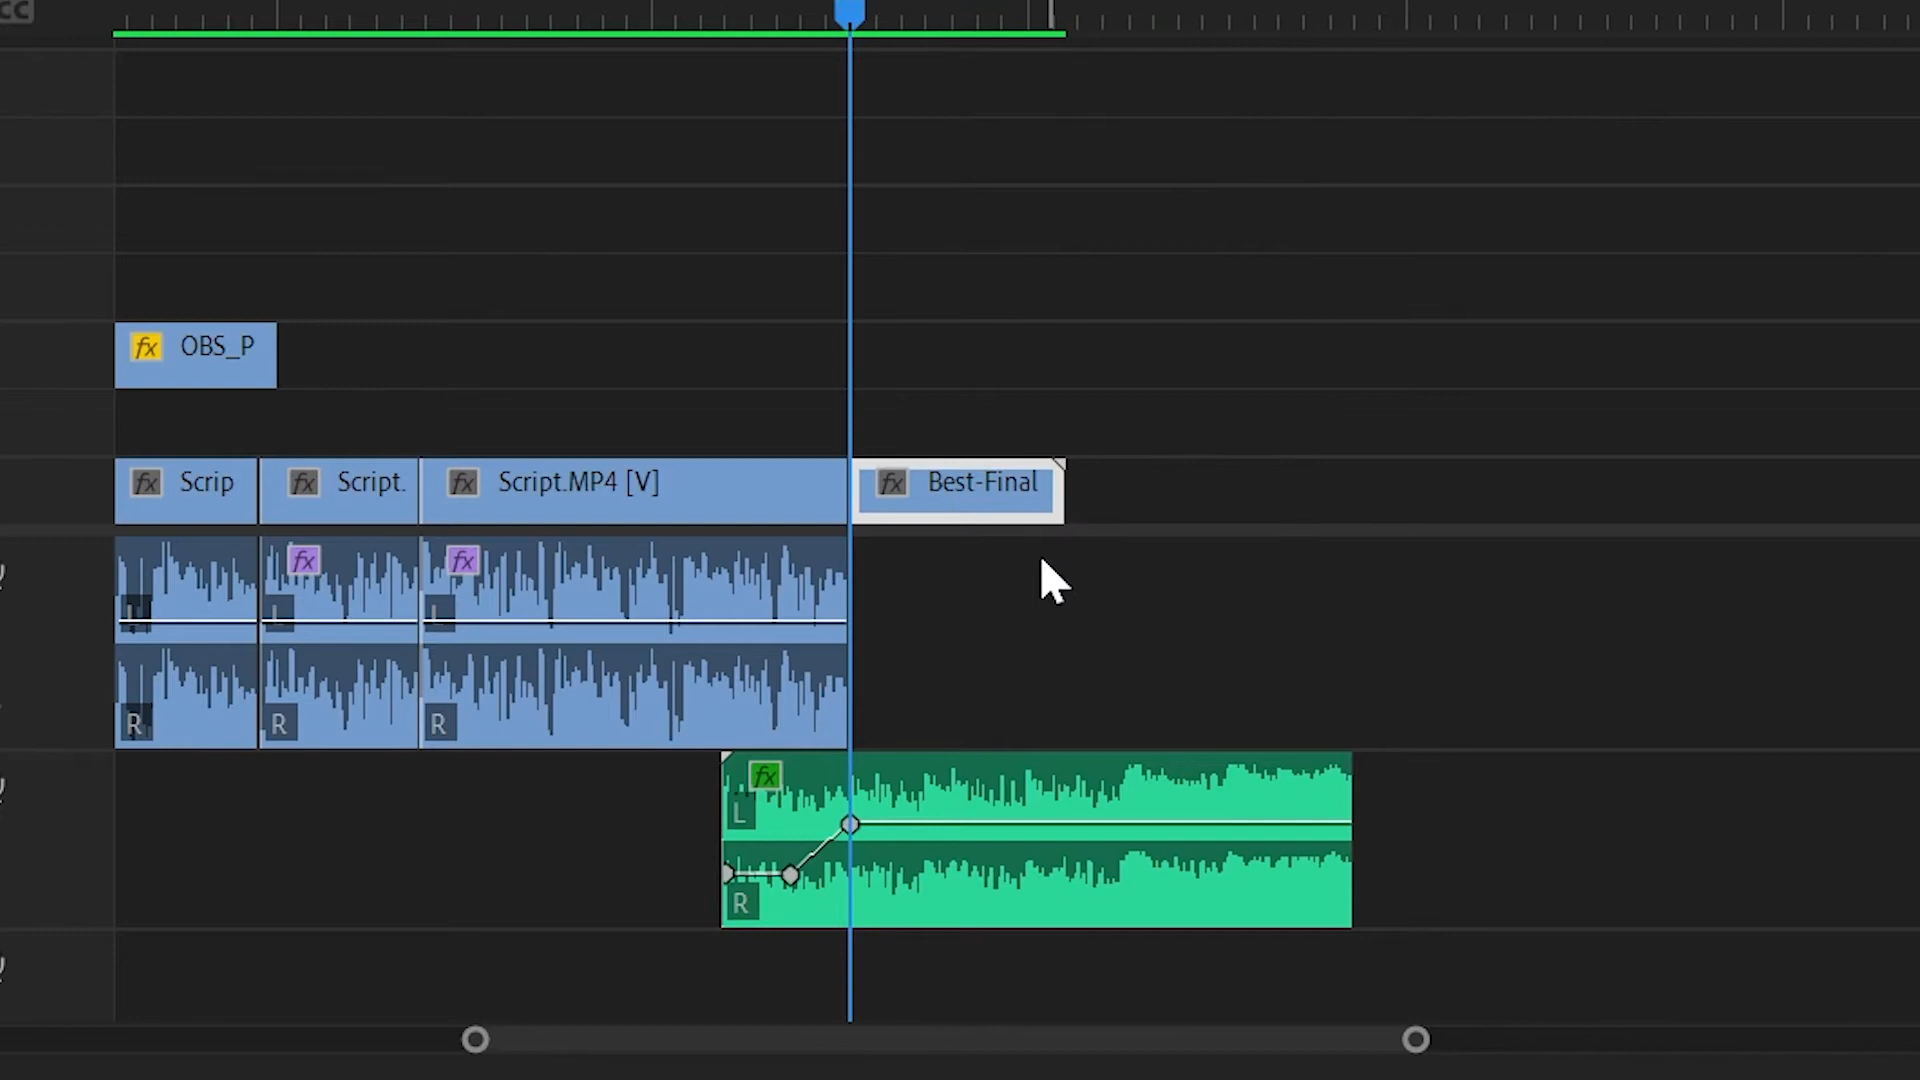 CC
fx OBS_P
fx Scrip
fx Script.
fx Script.MP4 [V]
fx Best-Final
fx
fx
L
L
L
R
R
R
fx
L
R